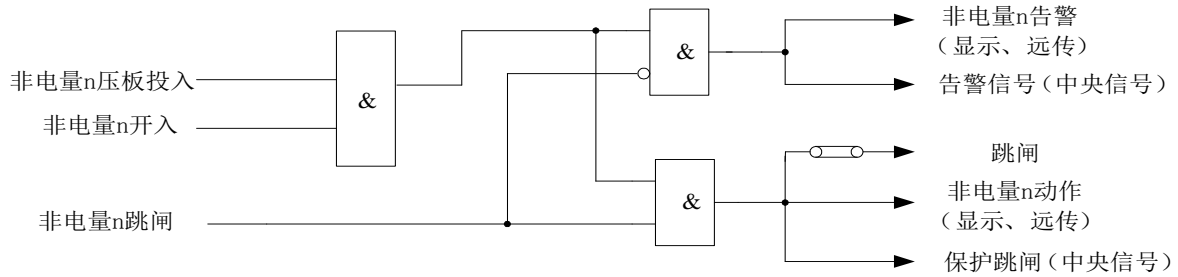 非电量n压板投入
非电量n开入
非电量n跳闸
&
&
&
非电量n告警
（显示、远传）
告警信号（中央信号）
跳闸
非电量n动作
（显示、远传）
保护跳闸（中央信号）